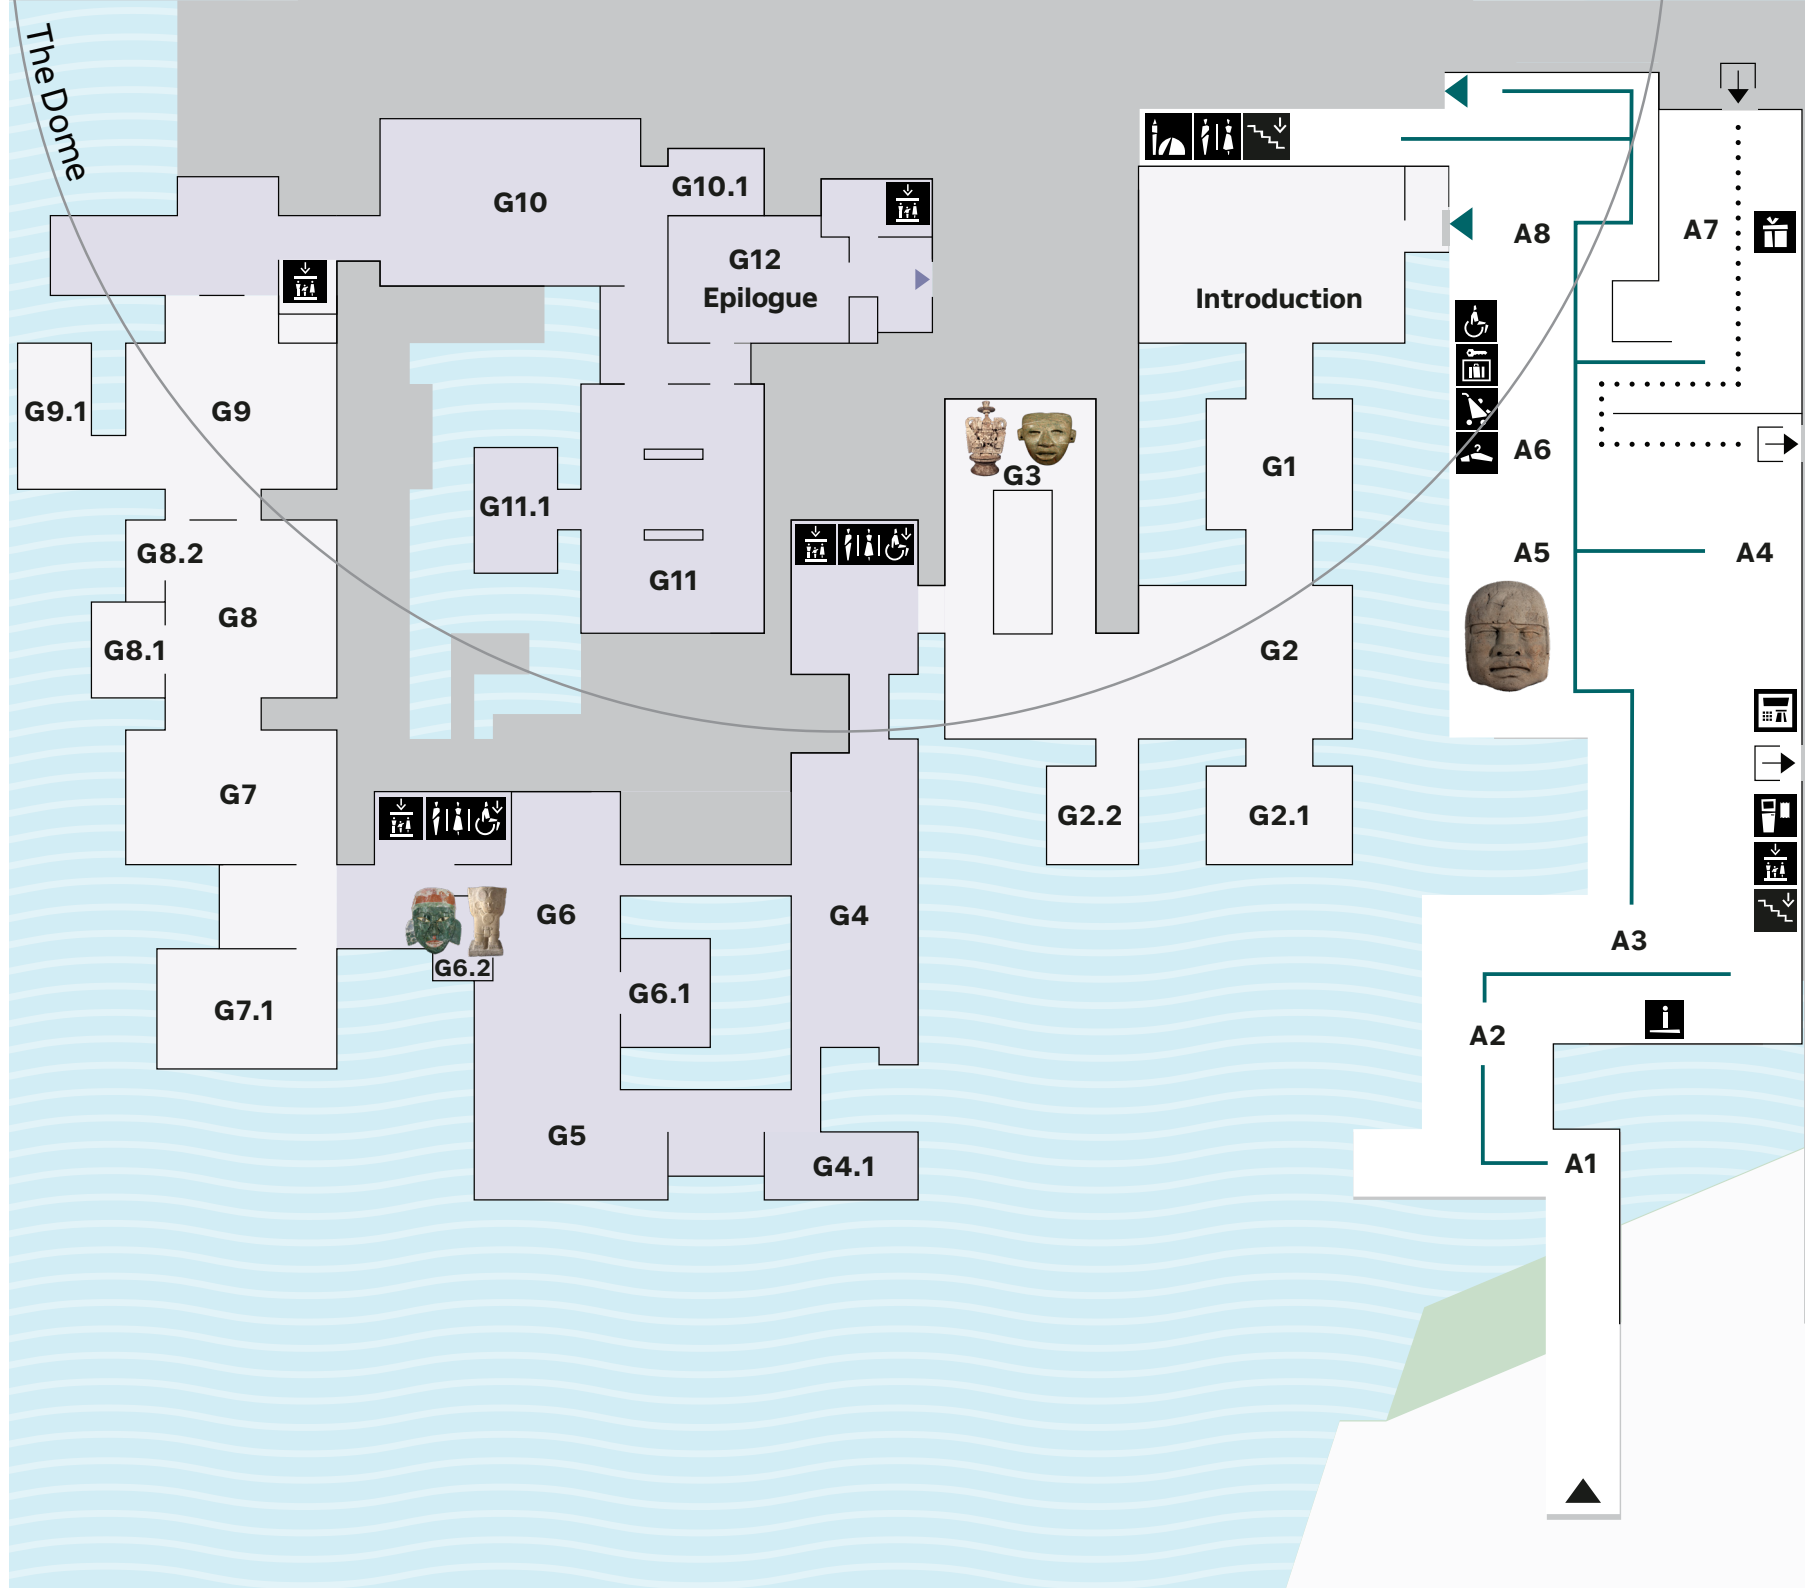 The Dome
G10
G10.1
G12
Epilogue
A8
A7
Introduction
G9.1
G9
G3
G1
A6
G11.1
G8.2
G11
A5
A4
G8
G8.1
G2
G7
G2.2
G2.1
G6
G4
A3
G6.2
G6.1
G7.1
A2
G5
G4.1
A1